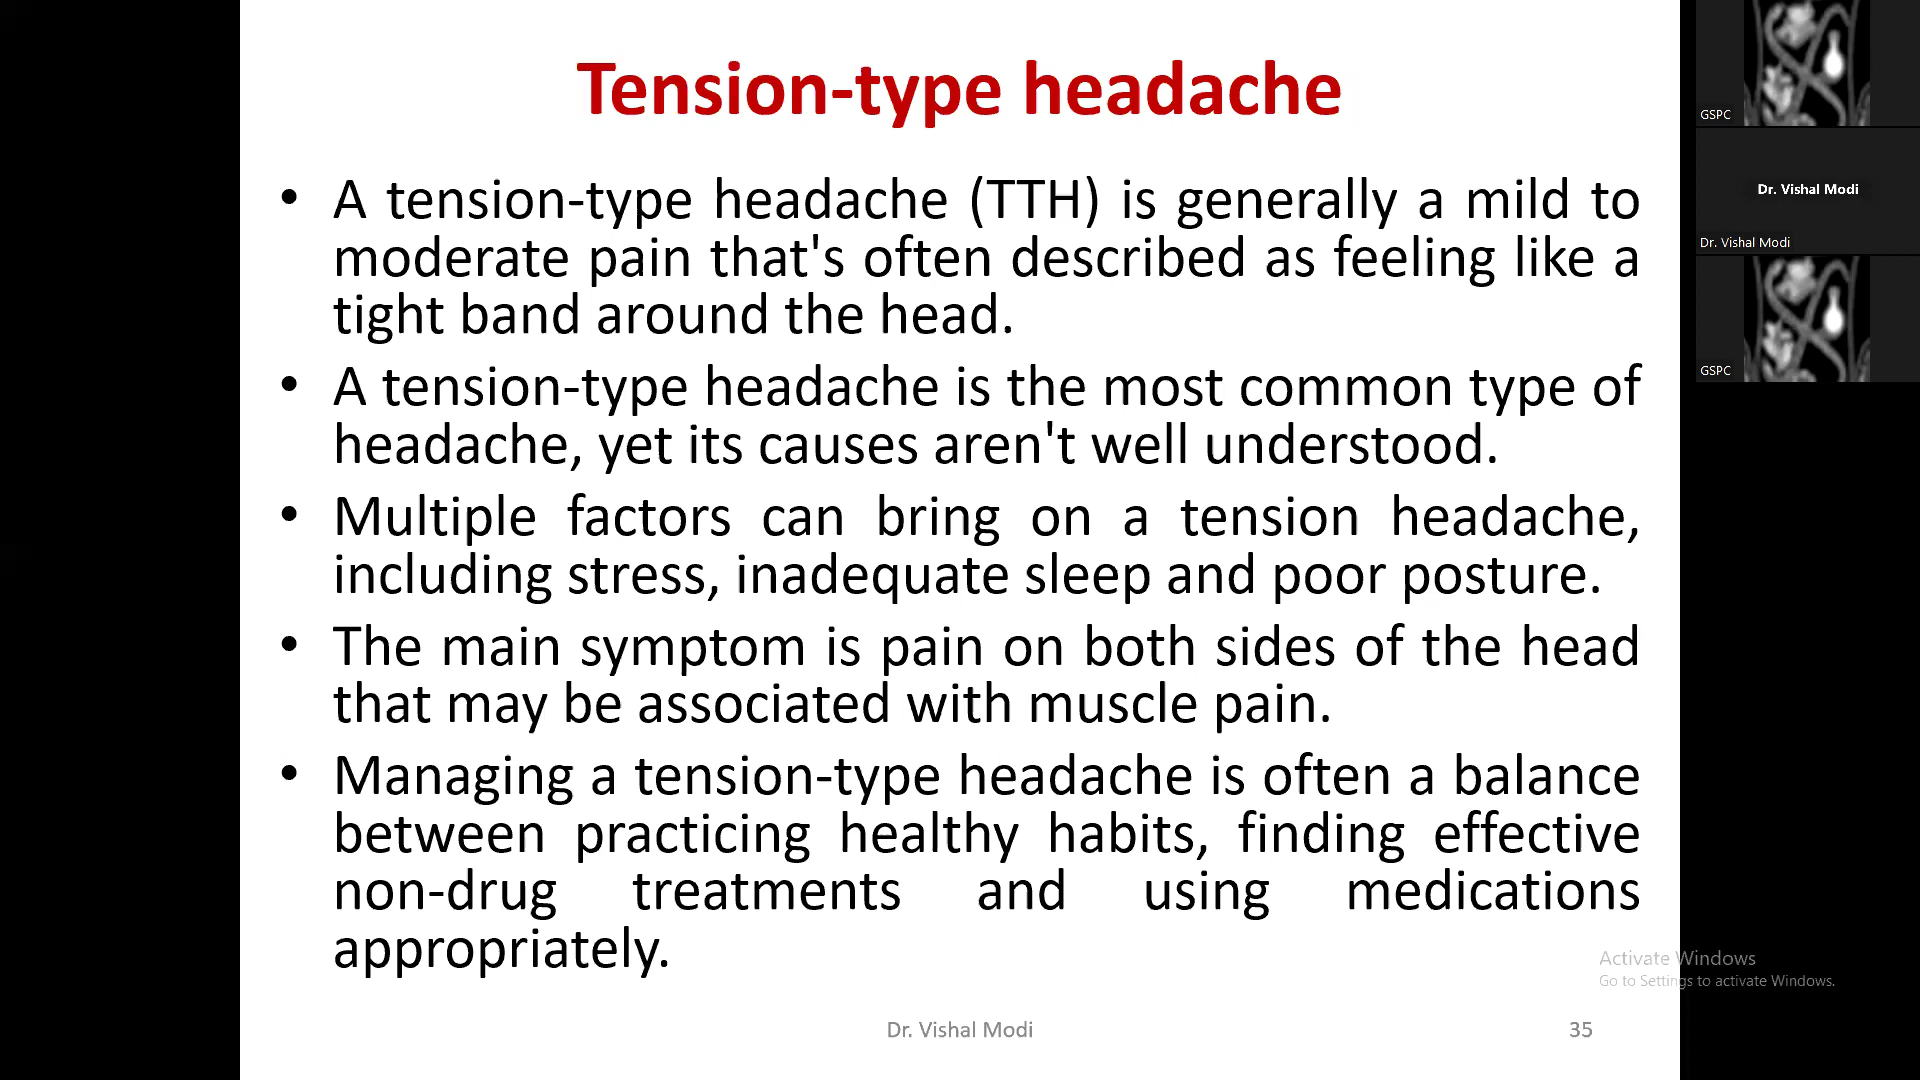 Tension-type headache
• A tension-type headache (TTH) is generally a mild to
moderate pain that's often described as feeling like a
tight band around the head.
• A tension-type headache is the most common type of
headache, yet its causes aren't well understood.
• Multiple factors can bring on a tension headache,
including stress, inadequate sleep and poor posture.
• The main symptom is pain on both sides of the head
that may be associated with muscle pain.
• Managing a tension-type headache is often a balance
between practicing healthy habits, finding effective
non-drug treatments and using medications
appropriately.
Dr. Vishal Modi
35
GSPC
Dr. Vishal Modi
Dr. Vishal Modi
GSPC
Activate Windows
Go to Settings to activate Windows.